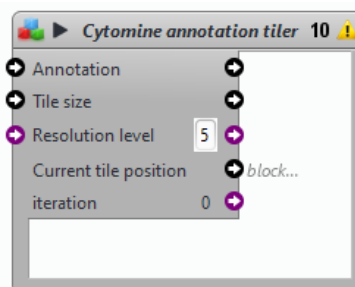 Cytomine annotation tiler 10
Annotation
Tile size
Resolution level 5
Current tile position block...
iteration 0